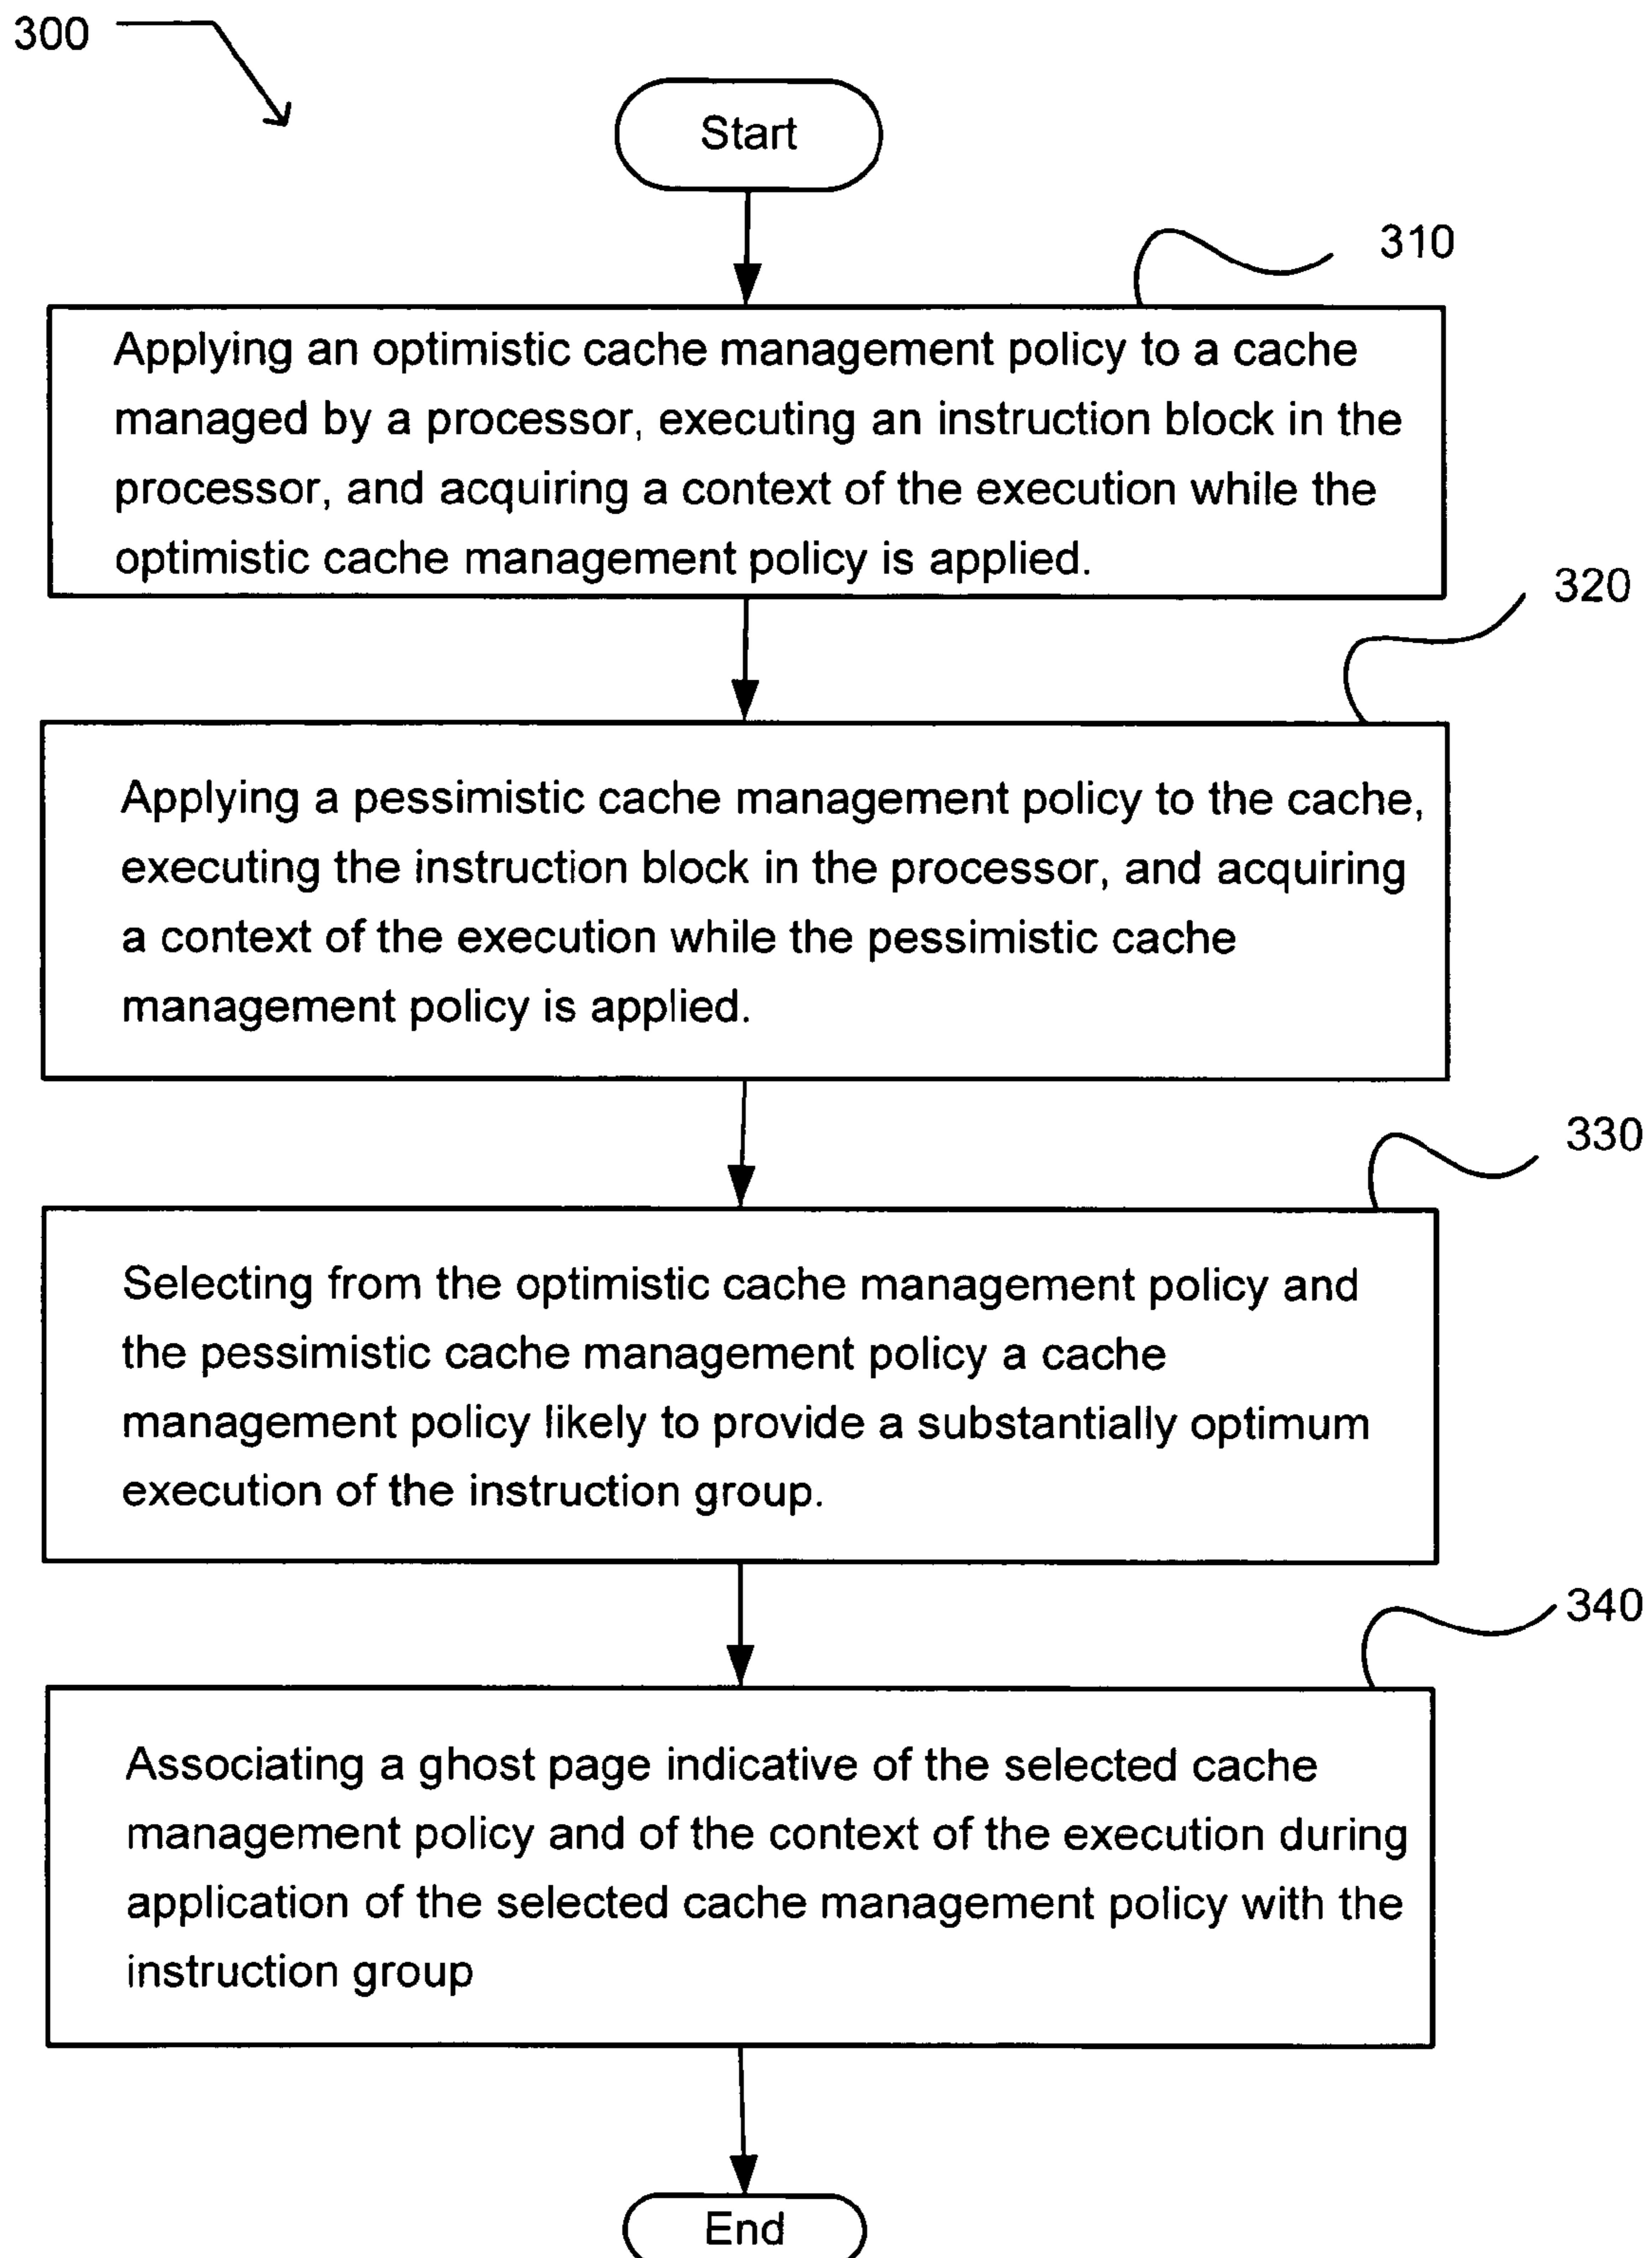 300
Start
310
Applying an optimistic cache management policy to a cache
managed by a processor, executing an instruction block in the
processor, and acquiring a context of the execution while the
optimistic cache management policy is applied.
320
Applying a pessimistic cache management policy to the cache,
executing the instruction block in the processor, and acquiring
a context of the execution while the pessimistic cache
management policy is applied.
330
Selecting from the optimistic cache management policy and
the pessimistic cache management policy a cache
management policy likely to provide a substantially optimum
execution of the instruction group.
340
Associating a ghost page indicative of the selected cache
management policy and of the context of the execution during
application of the selected cache management policy with the
instruction group
End